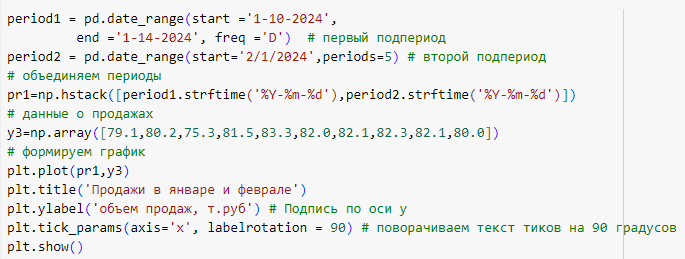 period1 = pd.date_range(start ='1-10-2024',
end ='1-14-2024', freq ='D')  # первый подпериод
period2 = pd.date_range(start='2/1/2024',periods=5) # второй подпериод
# объединяем периоды
pr1=np.hstack([period1.strftime('%Y-%m-%d'),period2.strftime('%Y-%m-%d')])
# данные о продажах
y3=np.array([79.1,80.2,75.3,81.5,83.3,82.0,82.1,82.3,82.1,80.0])
# формируем график
plt.plot(pr1,y3)
plt.title('Продажи в январе и феврале')
plt.ylabel('объем продаж, т.руб') # Подпись по оси y
plt.tick_params(axis='x', labelrotation = 90) # поворачиваем текст тиков на 90 градусов
plt.show()